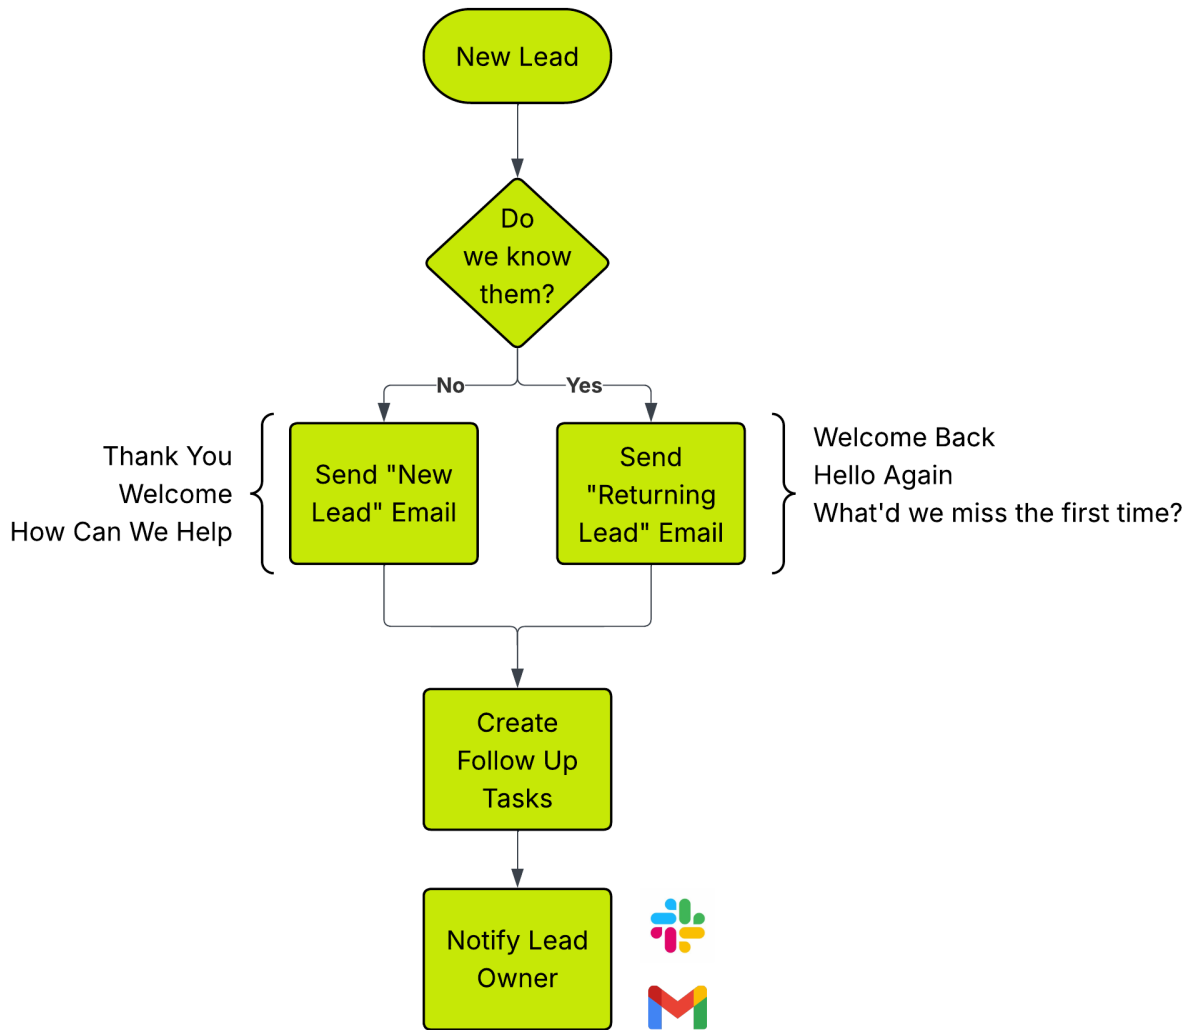 New Lead
Do
we know
them?
No
Yes
Thank You
Welcome
How Can We Help
Send "New
Lead" Email
Send
"Returning
Lead" Email
Welcome Back
Hello Again
What'd we miss the first time?
Create
Follow Up
Tasks
Notify Lead
Owner